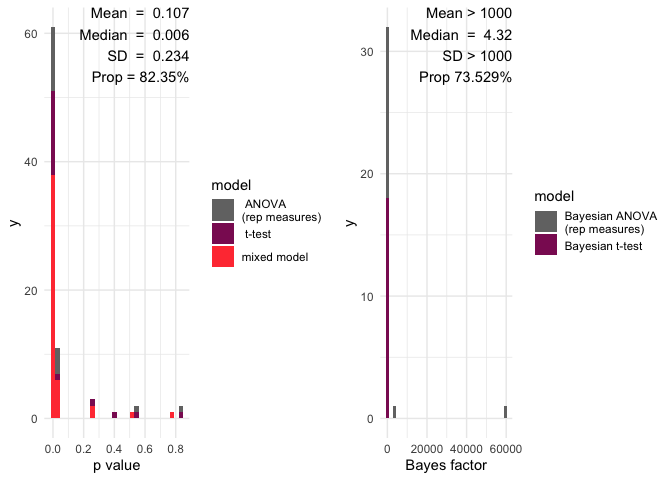 Mean = 0.107
Median = 0.006
SD = 0.234
Prop = 82.35%
60
40
20
0
y
0.0 0.2 0.4 0.6 0.8
p value
model
ANOVA
(rep measures)
t-test
mixed model
Mean > 1000
Median = 4.32
SD > 1000
Prop 73.529%
30
20
10
0
y
0 20000 40000 60000
Bayes factor
model
Bayesian ANOVA
(rep measures)
Bayesian t-test